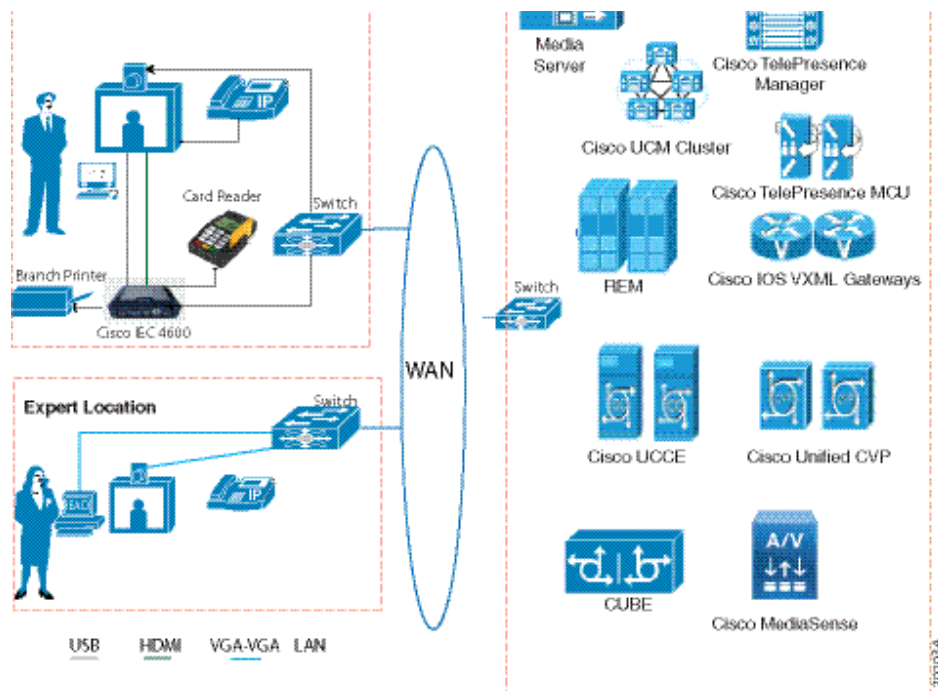 Media
Server
Cisco TelePresence
Manager
IP
Cisco UCM Cluster
Cisco TelePresence MCU
Card Reader
Switch
Branch Printer
Cisco IEC 4600
REM
Cisco IOS VXML Gateways
Switch
WAN
Expert Location
Switch
IP
Cisco UCCE
Cisco Unified CVP
CUBE
A/V
Cisco MediaSense
USB HDMI VGA-VGA LAN